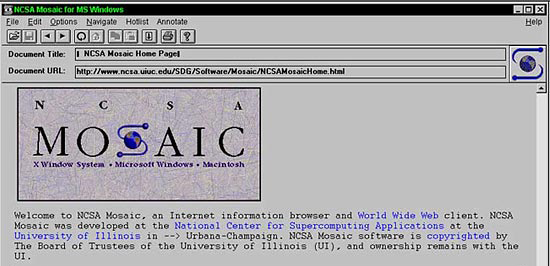 NCSA Mosaic for MS Windows
File Edit Options Navigate Hotlist Annotate Help
Document Title: NCSA Mosaic Home Page
Document URL: http://www.ncsa.uiuc.edu/SDG/Software/Mosaic/NCSAMosaicHome.html
N C S A
MOSAIC
X Window System • Microsoft Windows • Macintosh
Welcome to NCSA Mosaic, an Internet information browser and World Wide Web client. NCSA
Mosaic was developed at the National Center for Supercomputing Applications at the
University of Illinois in --> Urbana-Champaign. NCSA Mosaic software is copyrighted by
The Board of Trustees of the University of Illinois (UI), and ownership remains with the
UI.